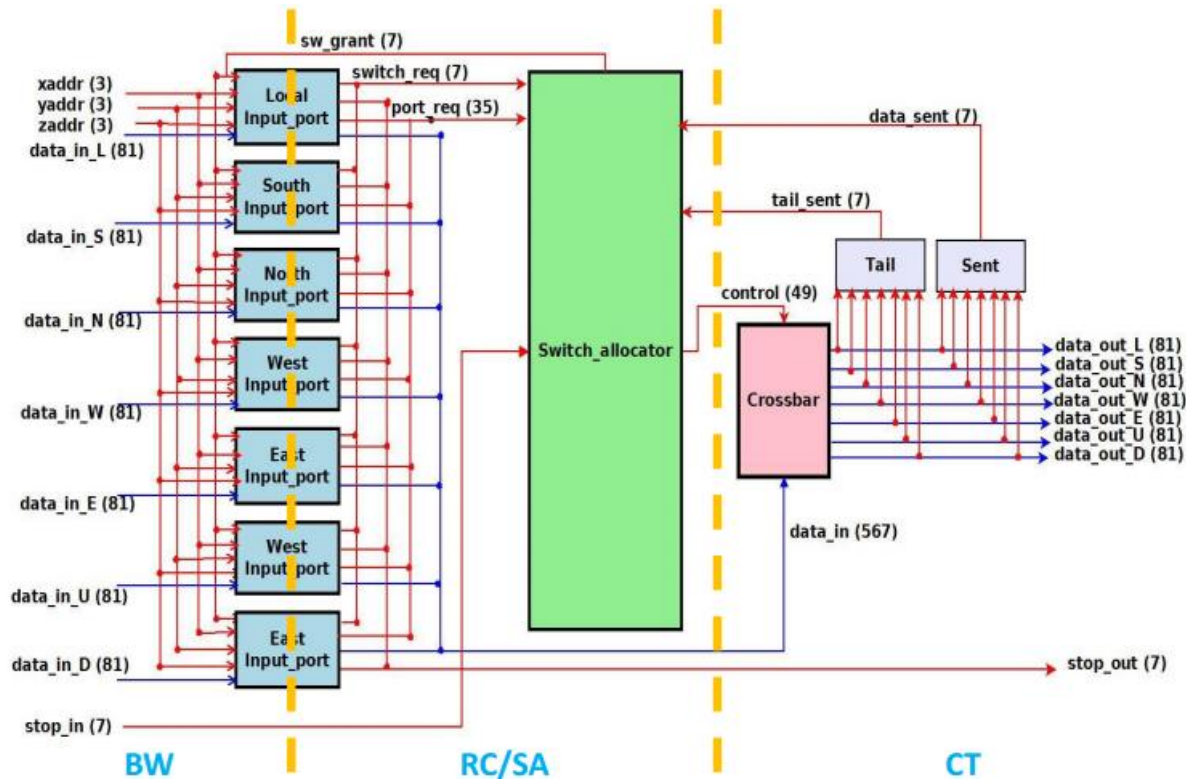 sw_grant (7)
xaddr (3)
yaddr (3)
zaddr (3)
data_in_L (81)
Local
Input_port
switch_req (7)
port_req (35)
data_sent (7)
South
Input_port
data_in_S (81)
tail_sent (7)
North
Input_port
data_in_N (81)
Tail
Sent
control (49)
West
Input_port
data_in_W (81)
Switch_allocator
Crossbar
data_out_L (81)
data_out_S (81)
data_out_N (81)
data_out_W (81)
data_out_E (81)
data_out_U (81)
data_out_D (81)
East
Input_port
data_in_E (81)
data_in (567)
West
Input_port
data_in_U (81)
East
Input_port
data_in_D (81)
stop_out (7)
stop_in (7)
BW
RC/SA
CT